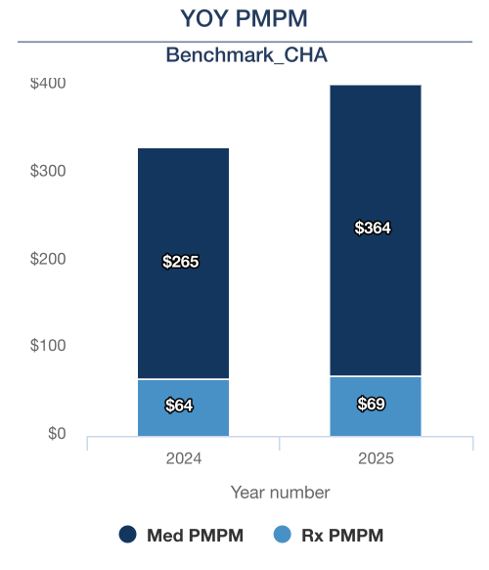 YOY PMPM
Benchmark_CHA
$400
$300
$200
$100
$0
$265
$64
$364
$69
2024 2025
Year number
Med PMPM Rx PMPM